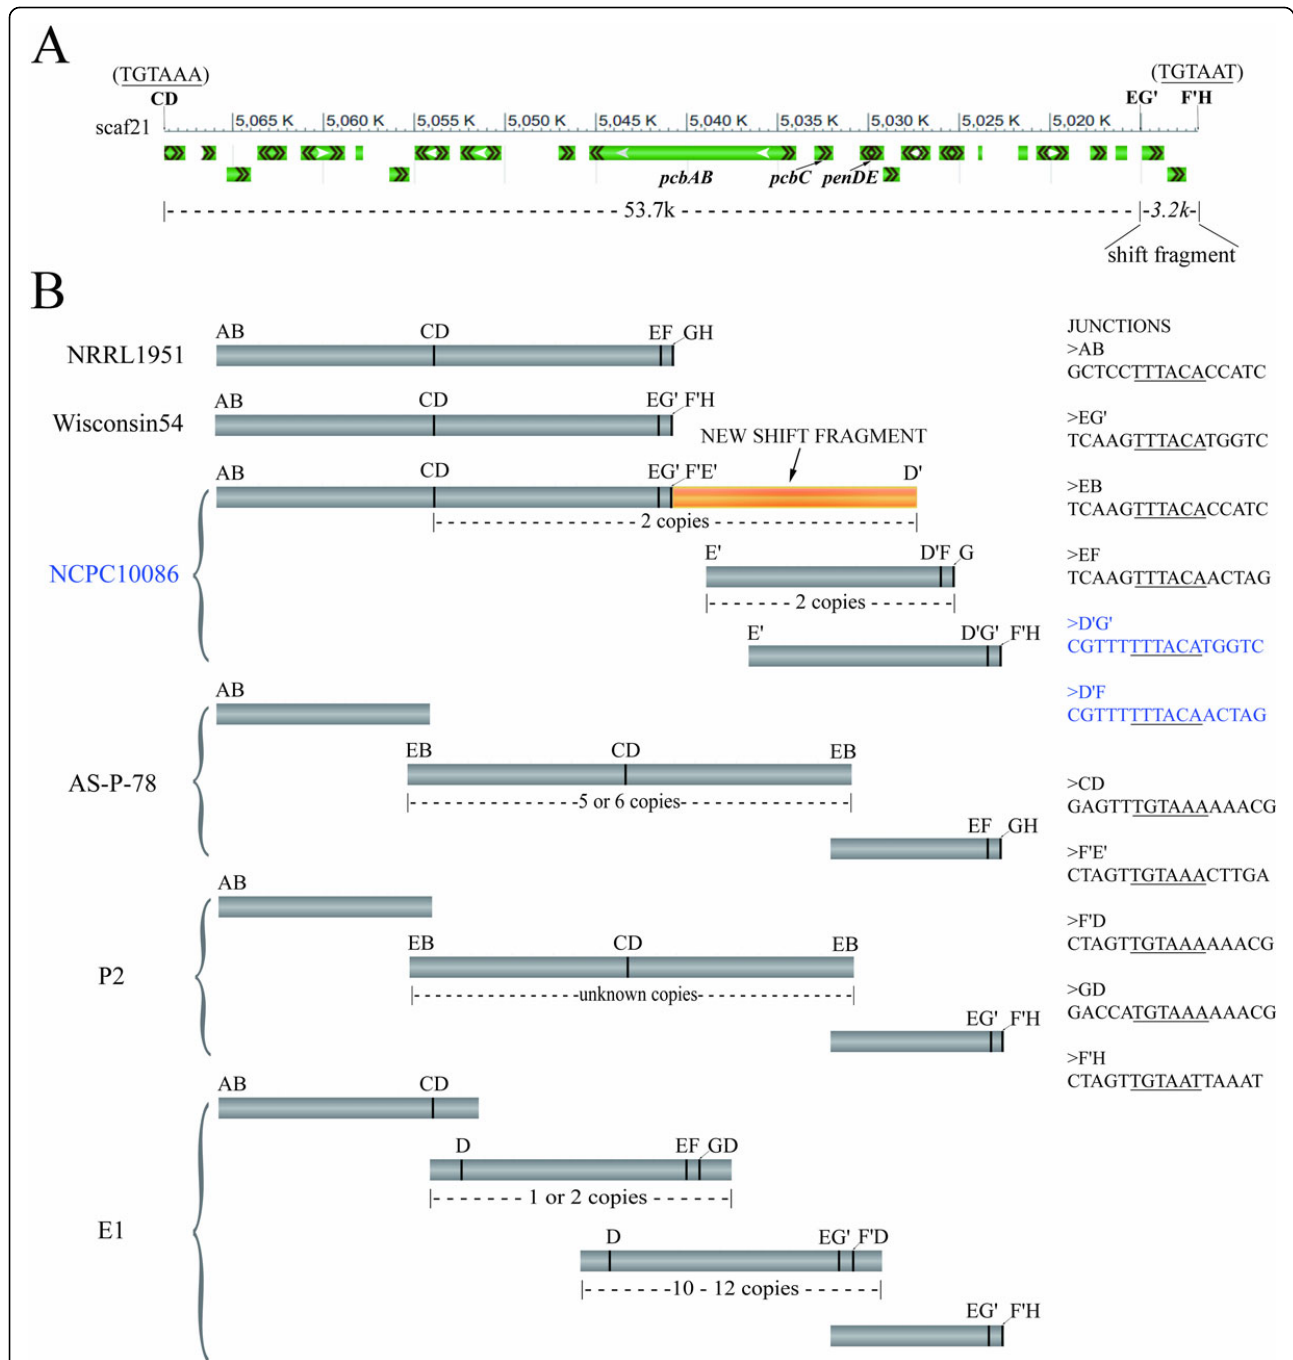 A
(TGTAAA)
CD
(TGTAAT)
EG' F'H
scaf21
5,065 K 5,060 K 5,055 K 5,050 K 5,045 K 5,040 K 5,035 K 5,030 K 5,025 K 5,020 K
pcbAB pcbC penDE
53.7k -3.2k-
shift fragment
B
NRRL1951
AB CD EF GH
Wisconsin54
AB CD EG' F'H
NEW SHIFT FRAGMENT
NCPC10086
AB CD EG' F'E' D'
2 copies
E' D'F G
2 copies
E' D'G' F'H
AS-P-78
AB
EB CD EB
5 or 6 copies
EF GH
P2
AB
EB CD EB
unknown copies
EG' F'H
E1
AB CD
D EF GD
1 or 2 copies
D EG' F'D
10 - 12 copies
EG' F'H
JUNCTIONS
>AB
GCTCCTTTACACCATC
>EG'
TCAAGTTTACATGGTC
>EB
TCAAGTTTACACCATC
>EF
TCAAGTTTACAACTAG
>D'G'
CGTTTTTTACATGGTC
>D'F
CGTTTTTTACAACTAG
>CD
GAGTTTGTAAAAAACG
>F'E'
CTAGTTGTAAACTTGA
>F'D
CTAGTTGTAAAAAACG
>GD
GACCATGTAAAAAACG
>F'H
CTAGTTGTAATTAAAT